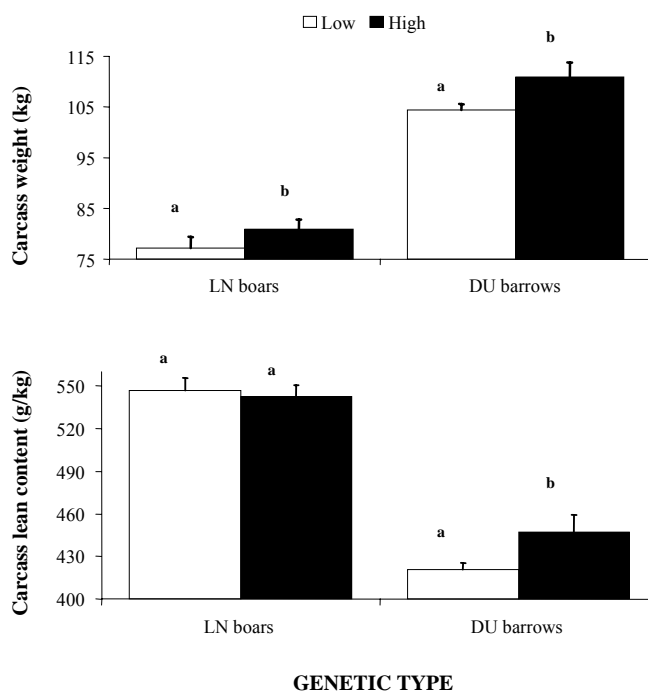 Low High
Carcass weight (kg)
115
105
95
85
75
a
b
a
b
LN boars DU barrows
Carcass lean content (g/kg)
550
520
490
460
430
400
a
a
a
b
LN boars DU barrows
GENETIC TYPE